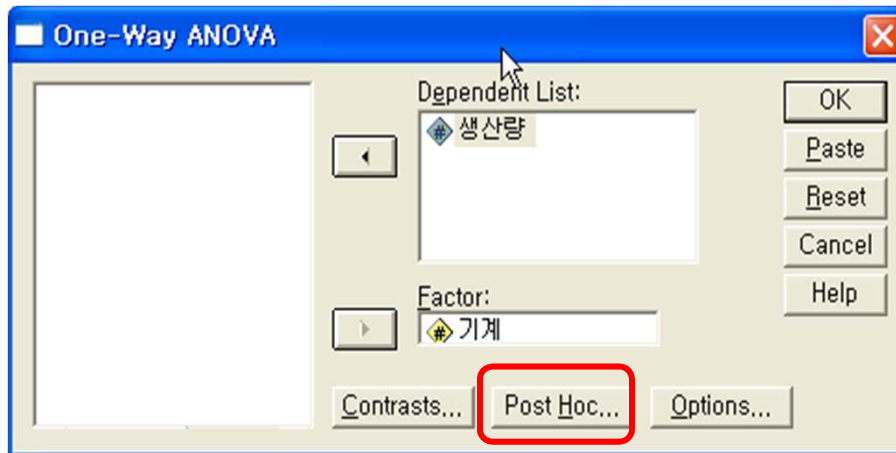 One-Way ANOVA
Dependent List:
생산량
Factor:
기계
Contrasts...
Post Hoc...
Options...
OK
Paste
Reset
Cancel
Help